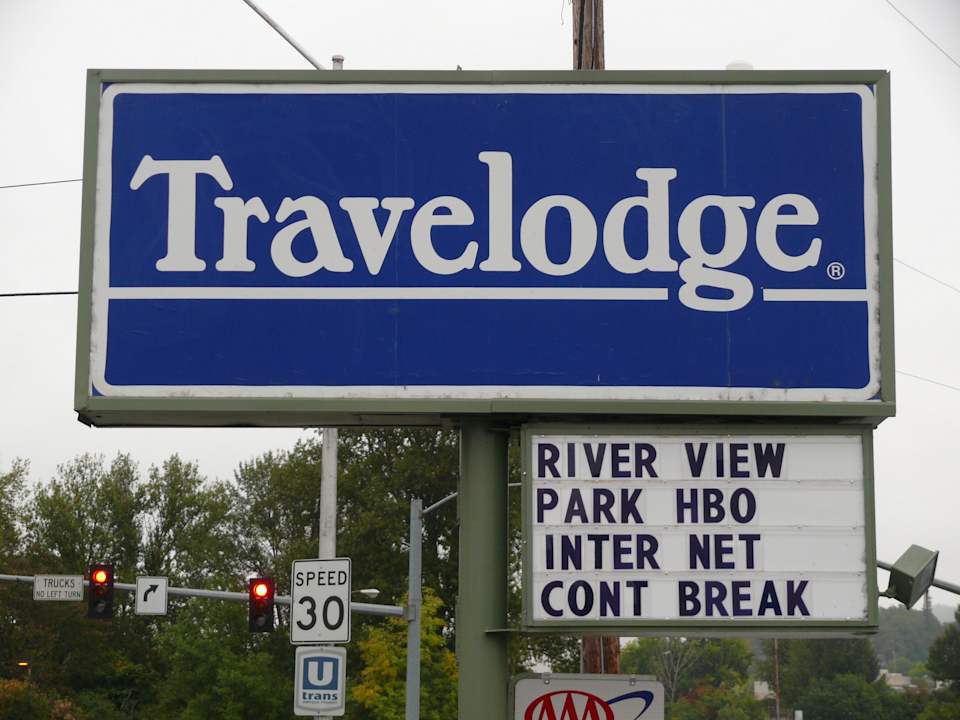 Travelodge®
RIVER VIEW
PARK HBO
INTER NET
CONT BREAK
TRUCKS
NO LEFT TURN
SPEED
30
U
trans
AAA